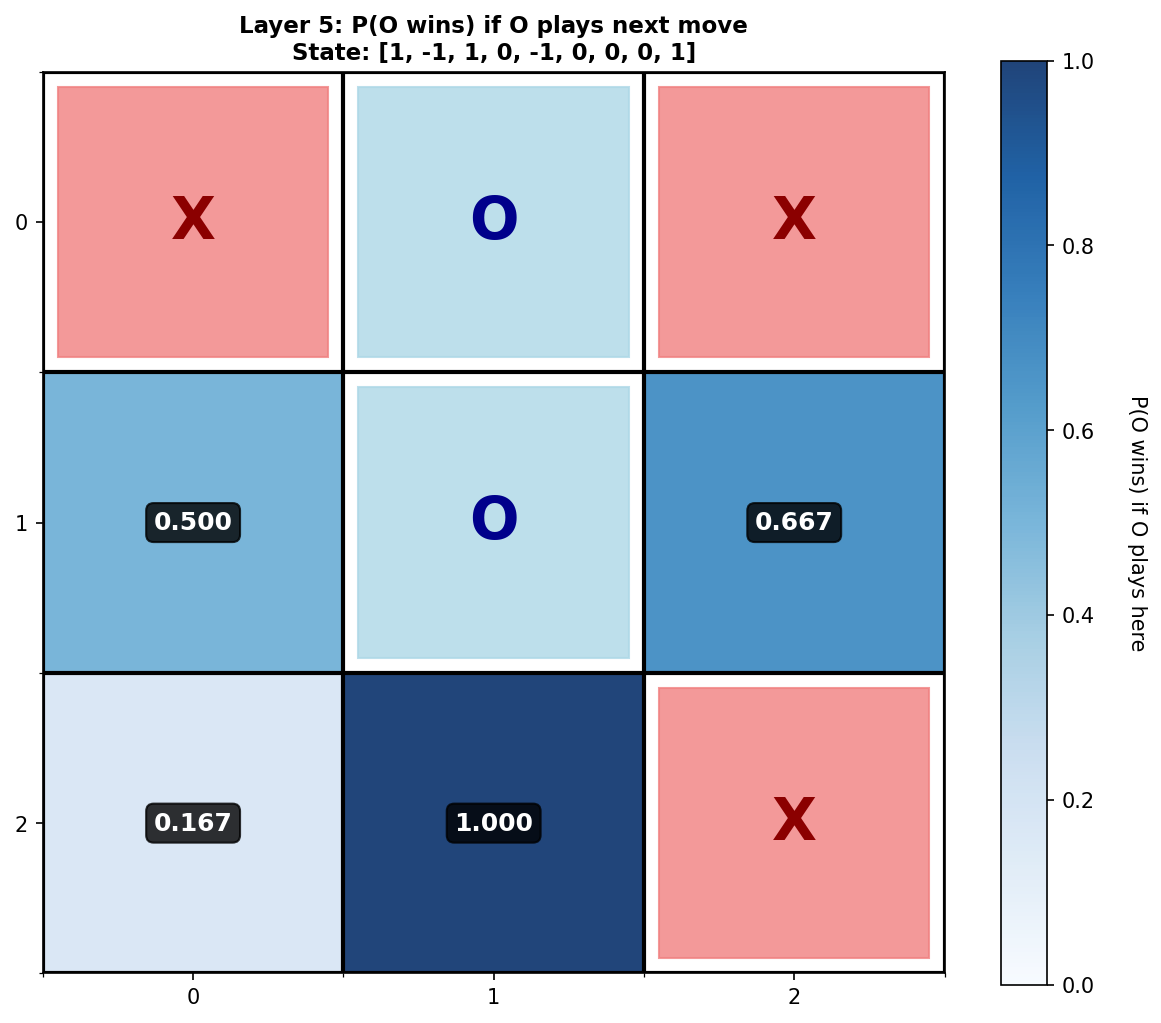 Layer 5: P(O wins) if O plays next move
State: [1, -1, 1, 0, -1, 0, 0, 0, 1]
0
X
O
X
1
0.500
O
0.667
2
0.167
1.000
X
0
1
2
1.0
0.8
0.6
0.4
0.2
0.0
P(O wins) if O plays here